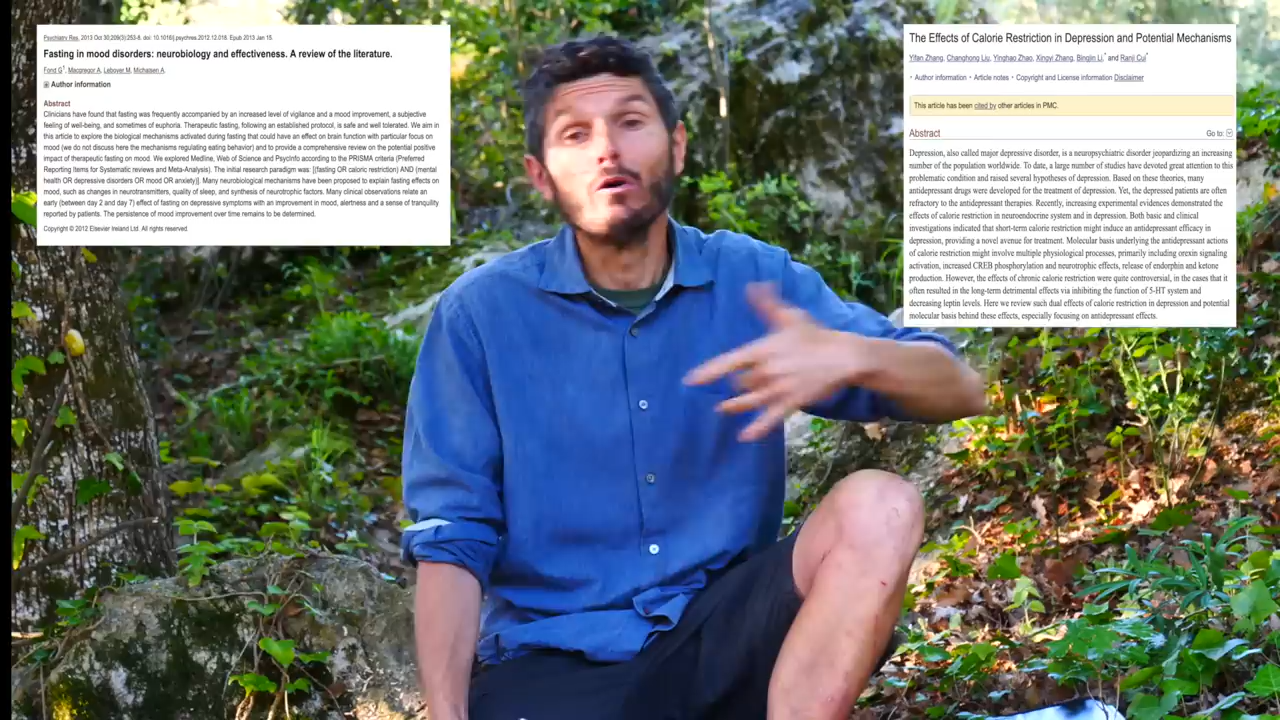 Psychiatry Res. 2013 Oct 30;209(3):253-8. doi: 10.1016/j.psychres.2012.12.018. Epub 2013 Jan 15.
Fasting in mood disorders: neurobiology and effectiveness. A review of the literature.
Fond G1, Macgregor A, Leboyer M, Michalsen A.
Author information
Abstract
Clinicians have found that fasting was frequently accompanied by an increased level of vigilance and a mood improvement, a subjective
feeling of well-being, and sometimes of euphoria. Therapeutic fasting, following an established protocol, is safe and well tolerated. We aim in
this article to explore the biological mechanisms activated during fasting that could have an effect on brain function with particular focus on
mood (we do not discuss here the mechanisms regulating eating behavior) and to provide a comprehensive review on the potential positive
impact of therapeutic fasting on mood. We explored Medline, Web of Science and PsycInfo according to the PRISMA criteria (Preferred
Reporting Items for Systematic reviews and Meta-Analysis). The initial research paradigm was: [(fasting OR caloric restriction) AND (mental
health OR depressive disorders OR mood OR anxiety)]. Many neurobiological mechanisms have been proposed to explain fasting effects on
mood, such as changes in neurotransmitters, quality of sleep, and synthesis of neurotrophic factors. Many clinical observations relate an
early (between day 2 and day 7) effect of fasting on depressive symptoms with an improvement in mood, alertness and a sense of tranquility
reported by patients. The persistence of mood improvement over time remains to be determined.
Copyright © 2012 Elsevier Ireland Ltd. All rights reserved.
The Effects of Calorie Restriction in Depression and Potential Mechanisms
Yifan Zhang, Changhong Liu, Yinghao Zhao, Xingyi Zhang, Bingjin Li,* and Ranji Cui*
Author information • Article notes • Copyright and License information Disclaimer
This article has been cited by other articles in PMC.
Abstract
Go to:
Depression, also called major depressive disorder, is a neuropsychiatric disorder jeopardizing an increasing
number of the population worldwide. To date, a large number of studies have devoted great attention to this
problematic condition and raised several hypotheses of depression. Based on these theories, many
antidepressant drugs were developed for the treatment of depression. Yet, the depressed patients are often
refractory to the antidepressant therapies. Recently, increasing experimental evidences demonstrated the
effects of calorie restriction in neuroendocrine system and in depression. Both basic and clinical
investigations indicated that short-term calorie restriction might induce an antidepressant efficacy in
depression, providing a novel avenue for treatment. Molecular basis underlying the antidepressant actions
of calorie restriction might involve multiple physiological processes, primarily including orexin signaling
activation, increased CREB phosphorylation and neurotrophic effects, release of endorphin and ketone
production. However, the effects of chronic calorie restriction were quite controversial, in the cases that it
often resulted in the long-term detrimental effects via inhibiting the function of 5-HT system and
decreasing leptin levels. Here we review such dual effects of calorie restriction in depression and potential
molecular basis behind these effects, especially focusing on antidepressant effects.